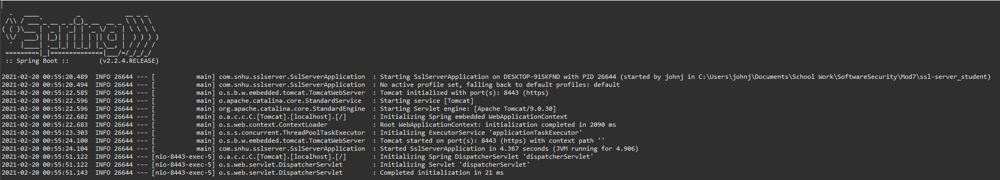 .   ____          _            __ _ _
 /\\ / ___'_ __ _ _(_)_ __  __ _ \ \ \ \
( ( )\___ | '_ | '_| | '_ \/ _` | \ \ \ \
 \\/  ___)| |_)| | | | | || (_| |  ) ) ) )
  '  |____| .__|_| |_|_| |_\__, | / / / /
 =========|_|==============|___/=/_/_/_/
 :: Spring Boot ::        (v2.2.4.RELEASE)
2021-02-20 00:55:20.489  INFO 26644 --- [           main] com.snhu.sslserver.SslServerApplication  : Starting SslServerApplication on DESKTOP-91SKFND with PID 26644 (started by johnj in C:\Users\johnj\Documents\School Work\SoftwareSecurity\Mod7\ssl-server_student)
2021-02-20 00:55:20.494  INFO 26644 --- [           main] com.snhu.sslserver.SslServerApplication  : No active profile set, falling back to default profiles: default
2021-02-20 00:55:22.585  INFO 26644 --- [           main] o.s.b.w.embedded.tomcat.TomcatWebServer  : Tomcat initialized with port(s): 8443 (https)
2021-02-20 00:55:22.596  INFO 26644 --- [           main] o.apache.catalina.core.StandardService   : Starting service [Tomcat]
2021-02-20 00:55:22.596  INFO 26644 --- [           main] org.apache.catalina.core.StandardEngine  : Starting Servlet engine: [Apache Tomcat/9.0.30]
2021-02-20 00:55:22.682  INFO 26644 --- [           main] o.a.c.c.C.[Tomcat].[localhost].[/]       : Initializing Spring embedded WebApplicationContext
2021-02-20 00:55:22.683  INFO 26644 --- [           main] o.s.web.context.ContextLoader            : Root WebApplicationContext: initialization completed in 2090 ms
2021-02-20 00:55:23.303  INFO 26644 --- [           main] o.s.s.concurrent.ThreadPoolTaskExecutor  : Initializing ExecutorService 'applicationTaskExecutor'
2021-02-20 00:55:24.100  INFO 26644 --- [           main] o.s.b.w.embedded.tomcat.TomcatWebServer  : Tomcat started on port(s): 8443 (https) with context path ''
2021-02-20 00:55:24.104  INFO 26644 --- [           main] com.snhu.sslserver.SslServerApplication  : Started SslServerApplication in 4.367 seconds (JVM running for 4.906)
2021-02-20 00:55:51.122  INFO 26644 --- [nio-8443-exec-5] o.a.c.c.C.[Tomcat].[localhost].[/]       : Initializing Spring DispatcherServlet 'dispatcherServlet'
2021-02-20 00:55:51.122  INFO 26644 --- [nio-8443-exec-5] o.s.web.servlet.DispatcherServlet        : Initializing Servlet 'dispatcherServlet'
2021-02-20 00:55:51.143  INFO 26644 --- [nio-8443-exec-5] o.s.web.servlet.DispatcherServlet        : Completed initialization in 21 ms